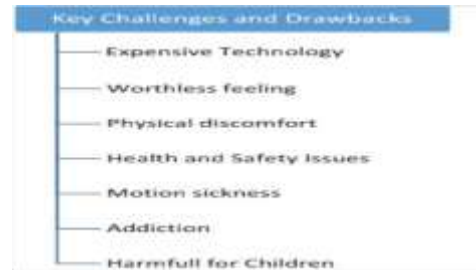 Key Challenges and Drawbacks
Expensive Technology
Worthless feeling
Physical discomfort
Health and Safety Issues
Motion sickness
Addiction
Harmfull for Children